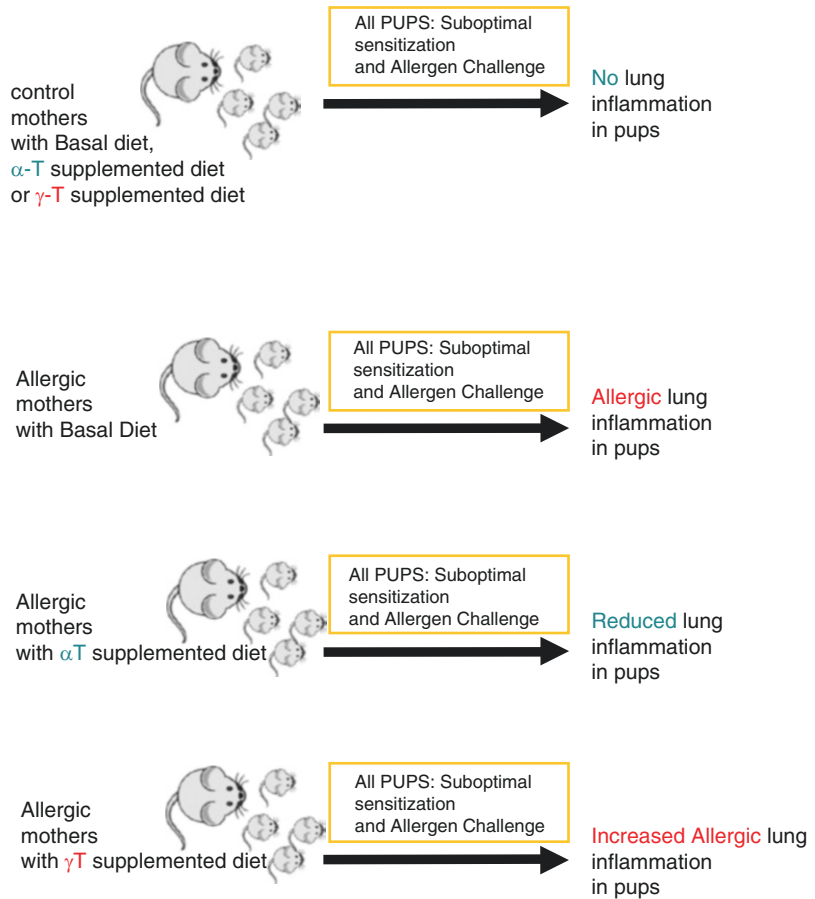 All PUPS: Suboptimal
sensitization
and Allergen Challenge
control
mothers
with Basal diet,
α-T supplemented diet
or γ-T supplemented diet
No lung
inflammation
in pups
All PUPS: Suboptimal
sensitization
and Allergen Challenge
Allergic
mothers
with Basal Diet
Allergic lung
inflammation
in pups
All PUPS: Suboptimal
sensitization
and Allergen Challenge
Allergic
mothers
with αT supplemented diet
Reduced lung
inflammation
in pups
All PUPS: Suboptimal
sensitization
and Allergen Challenge
Allergic
mothers
with γT supplemented diet
Increased Allergic lung
inflammation
in pups